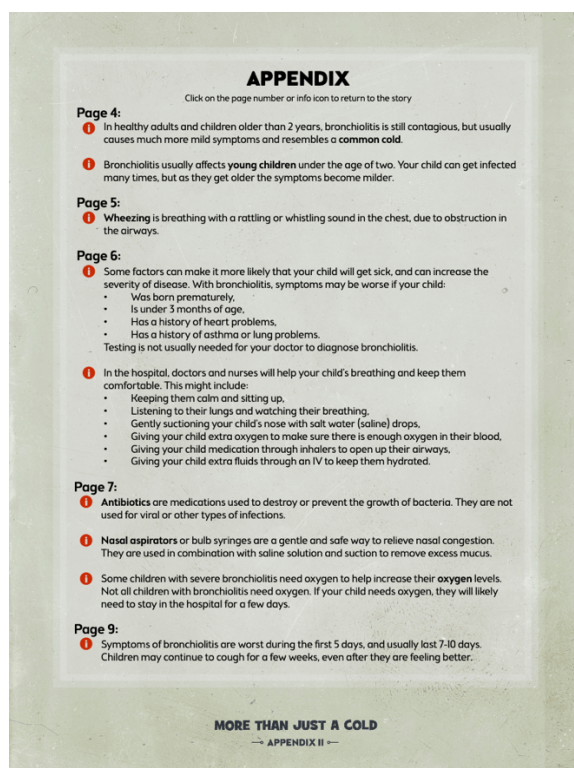 APPENDIX
Click on the page number or info icon to return to the story
Page 4:
In healthy adults and children older than 2 years, bronchiolitis is still contagious, but usually
causes much more mild symptoms and resembles a common cold.
Bronchiolitis usually affects young children under the age of two. Your child can get infected
many times, but as they get older the symptoms become milder.
Page 5:
Wheezing is breathing with a rattling or whistling sound in the chest, due to obstruction in
the airways.
Page 6:
Some factors can make it more likely that your child will get sick, and can increase the
severity of disease. With bronchiolitis, symptoms may be worse if your child:
• Was born prematurely,
• Is under 3 months of age,
• Has a history of heart problems,
• Has a history of asthma or lung problems.
Testing is not usually needed for your doctor to diagnose bronchiolitis.
In the hospital, doctors and nurses will help your child's breathing and keep them
comfortable. This might include:
• Keeping them calm and sitting up,
• Listening to their lungs and watching their breathing,
• Gently suctioning your child's nose with salt water (saline) drops,
• Giving your child extra oxygen to make sure there is enough oxygen in their blood,
• Giving your child medication through inhalers to open up their airways,
• Giving your child extra fluids through an IV to keep them hydrated.
Page 7:
Antibiotics are medications used to destroy or prevent the growth of bacteria. They are not
used for viral or other types of infections.
Nasal aspirators or bulb syringes are a gentle and safe way to relieve nasal congestion.
They are used in combination with saline solution and suction to remove excess mucus.
Some children with severe bronchiolitis need oxygen to help increase their oxygen levels.
Not all children with bronchiolitis need oxygen. If your child needs oxygen, they will likely
need to stay in the hospital for a few days.
Page 9:
Symptoms of bronchiolitis are worst during the first 5 days, and usually last 7-10 days.
Children may continue to cough for a few weeks, even after they are feeling better.
MORE THAN JUST A COLD
APPENDIX II